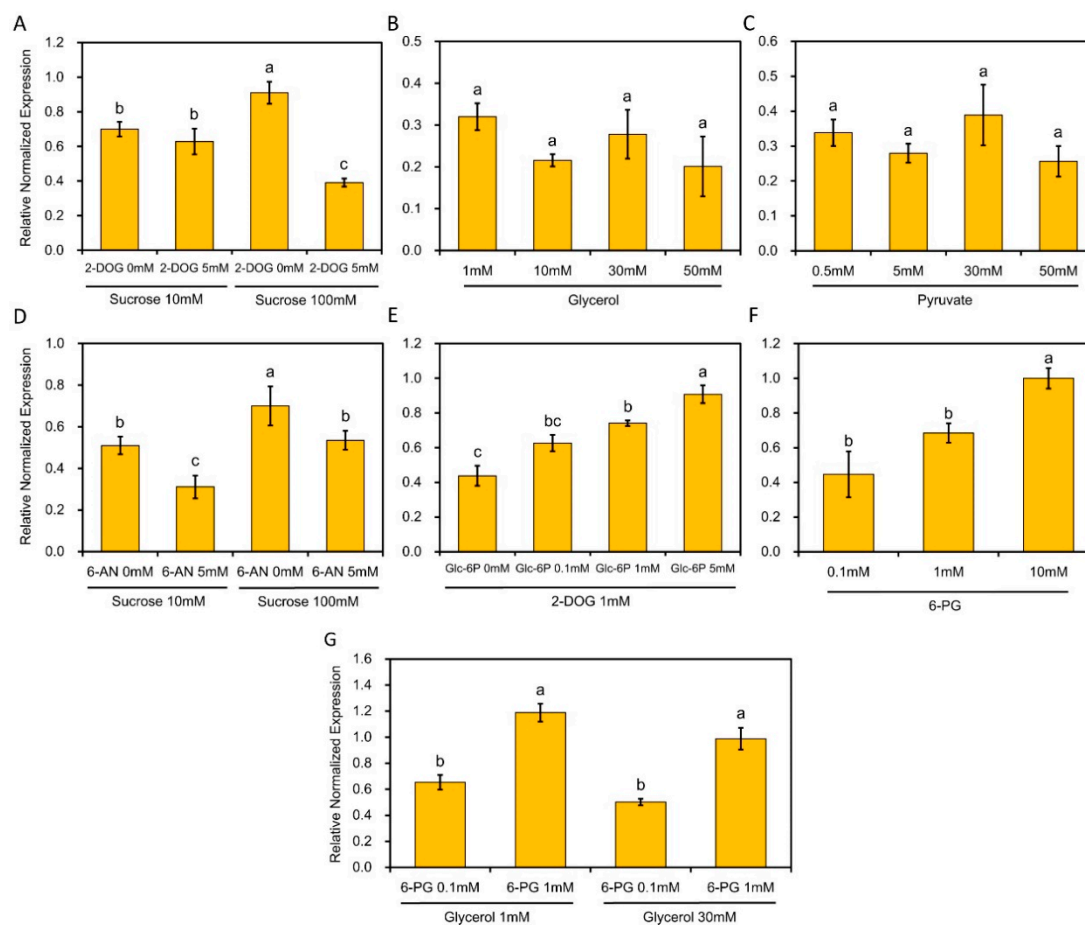 A
Relative Normalized Expression
1.2
1.0
0.8
0.6
0.4
0.2
0.0
b
b
a
c
2-DOG 0mM 2-DOG 5mM 2-DOG 0mM 2-DOG 5mM
Sucrose 10mM Sucrose 100mM
B
0.5
0.4
0.3
0.2
0.1
0.0
a
a
a
a
1mM 10mM 30mM 50mM
Glycerol
C
0.6
0.5
0.4
0.3
0.2
0.1
0.0
a
a
a
a
0.5mM 5mM 30mM 50mM
Pyruvate
D
Relative Normalized Expression
1.0
0.8
0.6
0.4
0.2
0.0
b
c
a
b
6-AN 0mM 6-AN 5mM 6-AN 0mM 6-AN 5mM
Sucrose 10mM Sucrose 100mM
E
1.2
1.0
0.8
0.6
0.4
0.2
0.0
c
bc
b
a
Glc-6P 0mM Glc-6P 0.1mM Glc-6P 1mM Glc-6P 5mM
2-DOG 1mM
F
1.2
1.0
0.8
0.6
0.4
0.2
0.0
b
b
a
0.1mM 1mM 10mM
6-PG
G
Relative Normalized Expression
1.6
1.4
1.2
1.0
0.8
0.6
0.4
0.2
0.0
b
a
b
a
6-PG 0.1mM 6-PG 1mM 6-PG 0.1mM 6-PG 1mM
Glycerol 1mM Glycerol 30mM